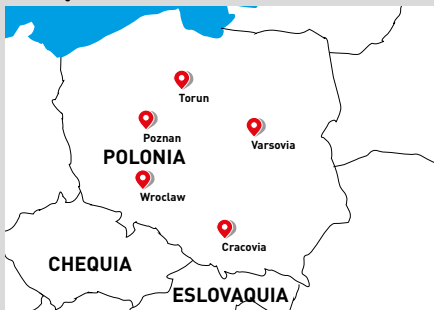 Torun
Poznan
Varsovia
POLONIA
Wroclaw
Cracovia
CHEQUIA
ESLOVAQUIA